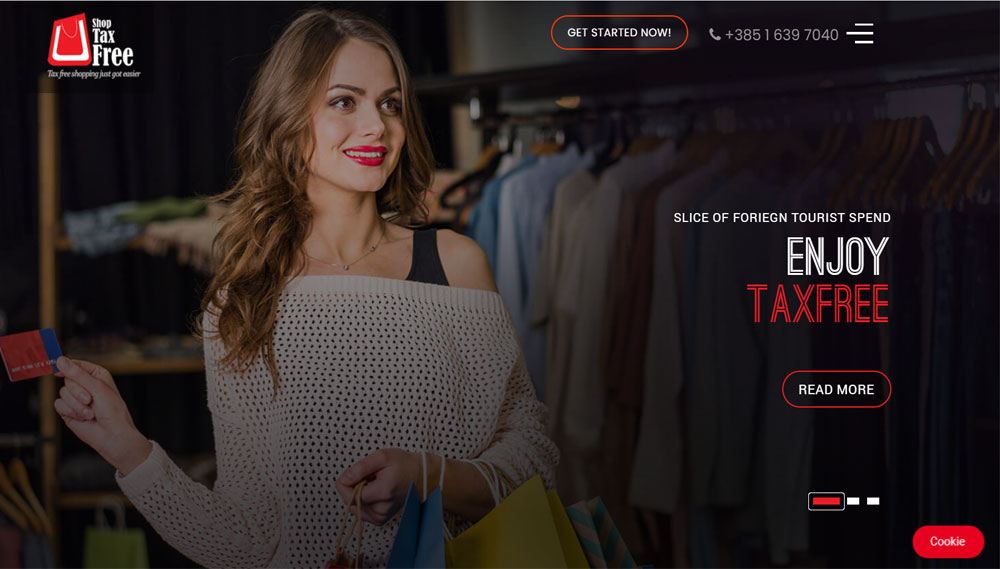 Shop
Tax
Free
Tax free shopping just got easier
GET STARTED NOW!
+385 1 639 7040
SLICE OF FORIEGN TOURIST SPEND
ENJOY
TAXFREE
READ MORE
Cookie